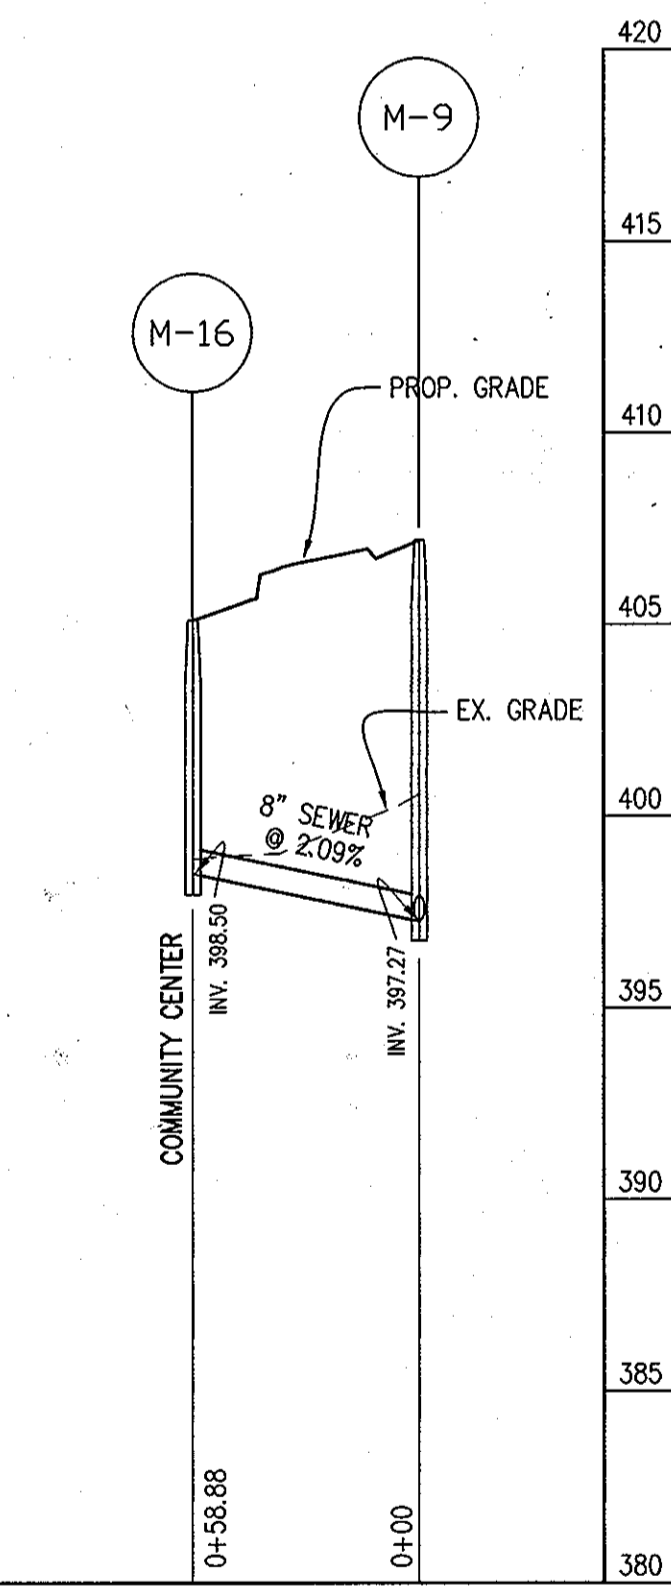 420
M-9
415
M-16
PROP. GRADE
410
405
EX. GRADE
400
8" SEWER
@ 2.09%
INV. 398.50
INV. 397.27
COMMUNITY CENTER
395
390
385
0+58.88
0+00
380